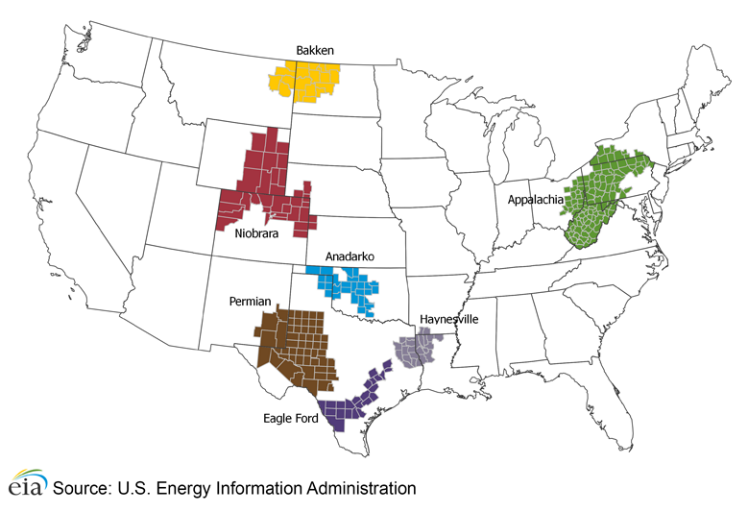 Bakken
Appalachia
Niobrara
Anadarko
Permian
Haynesville
Eagle Ford
eia Source: U.S. Energy Information Administration